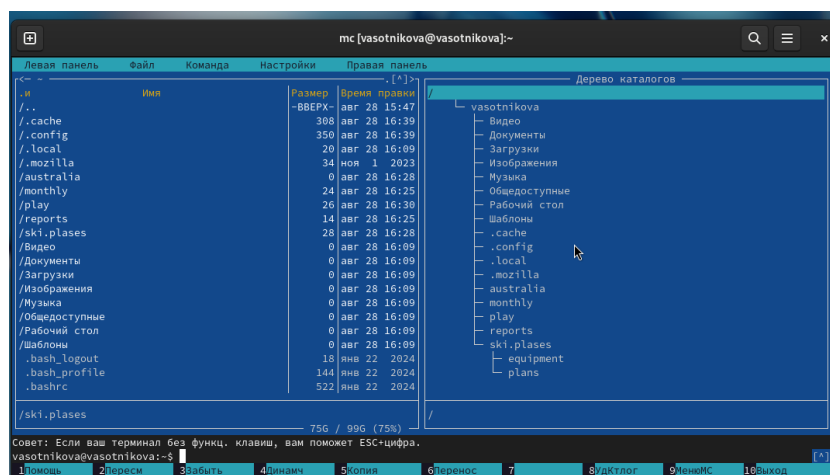 mc [vasotnikova@vasotnikova]:~
Левая панель Файл Команда Настройки Правая панель
<— ~ .[^]>
.и Имя Размер Время правки
/.. -ВВЕРХ- авг 28 15:47
/.cache 308 авг 28 16:39
/.config 350 авг 28 16:39
/.local 20 авг 28 16:09
/.mozilla 34 ноя 1 2023
/australia 0 авг 28 16:28
/monthly 24 авг 28 16:25
/play 26 авг 28 16:30
/reports 14 авг 28 16:25
/ski.plases 28 авг 28 16:28
/Видео 0 авг 28 16:09
/Документы 0 авг 28 16:09
/Загрузки 0 авг 28 16:09
/Изображения 0 авг 28 16:09
/Музыка 0 авг 28 16:09
/Общедоступные 0 авг 28 16:09
/Рабочий стол 0 авг 28 16:09
/Шаблоны 0 авг 28 16:09
.bash_logout 18 янв 22 2024
.bash_profile 144 янв 22 2024
.bashrc 522 янв 22 2024
/ski.plases
75G / 99G (75%)
Дерево каталогов
/
vasotnikova
Видео
Документы
Загрузки
Изображения
Музыка
Общедоступные
Рабочий стол
Шаблоны
.cache
.config
.local
.mozilla
australia
monthly
play
reports
ski.plases
equipment
plans
/
Совет: Если ваш терминал без функц. клавиш, вам поможет ESC+цифра.
vasotnikova@vasotnikova:~$ [^]
1Помощь 2Пересм 3Забыть 4Динамч 5Копия 6Перенос 7 8УдКтлог 9МенюМС 10Выход